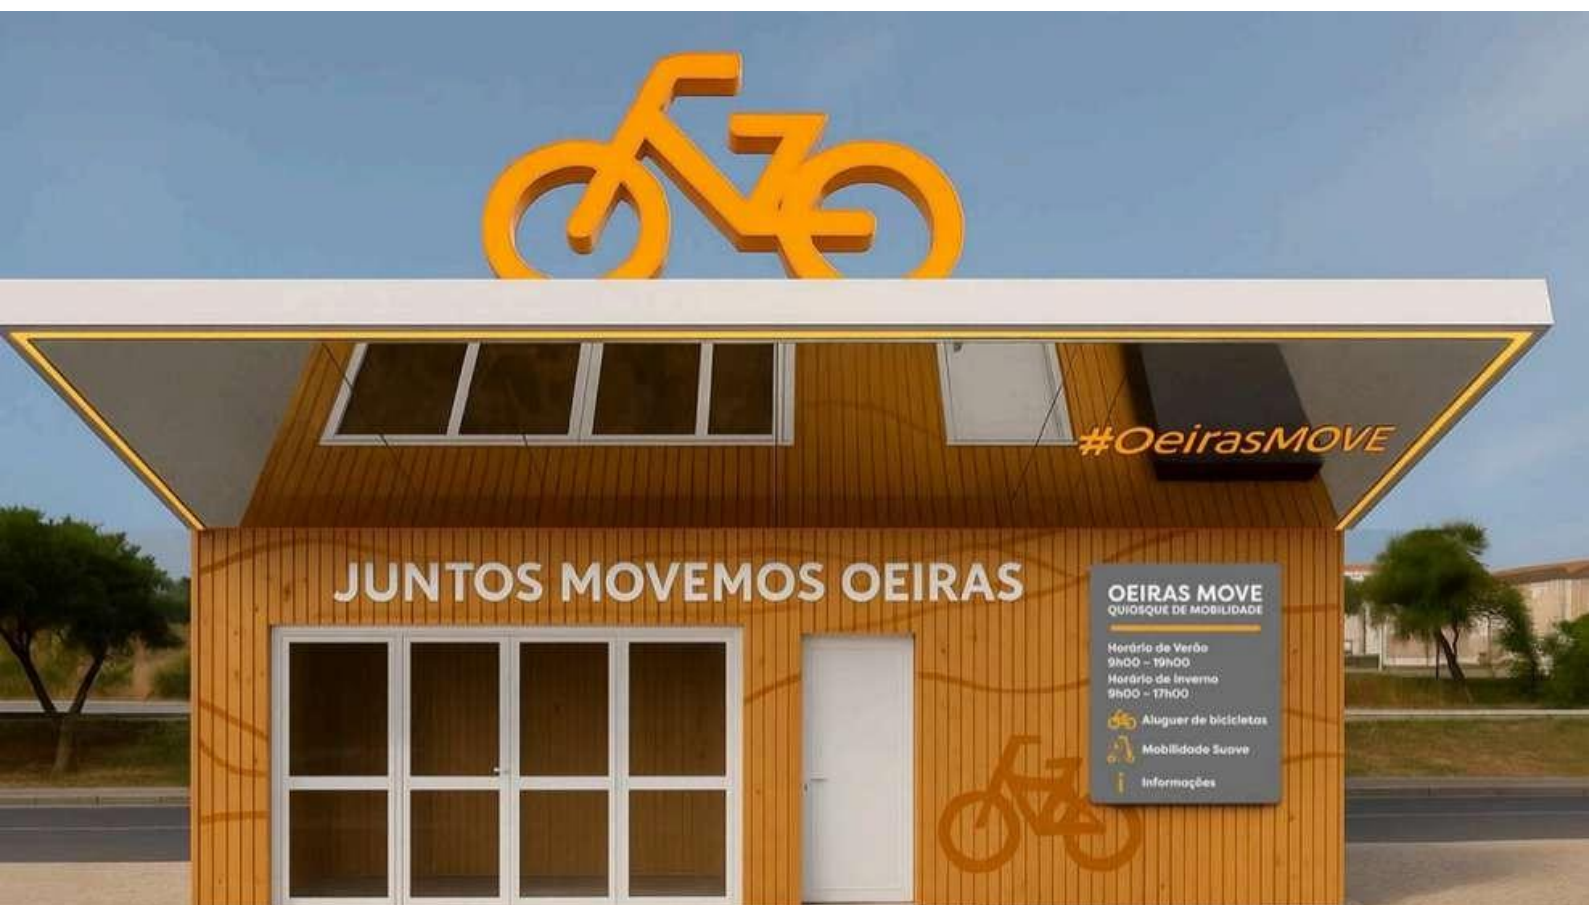 #OeirasMOVE
JUNTOS MOVEMOS OEIRAS
OEIRAS MOVE
QUIOSQUE DE MOBILIDADE
Horário de Verão
9h00 – 19h00
Horário de Inverno
9h00 – 17h00
Aluguer de bicicletas
Mobilidade Suave
Informações